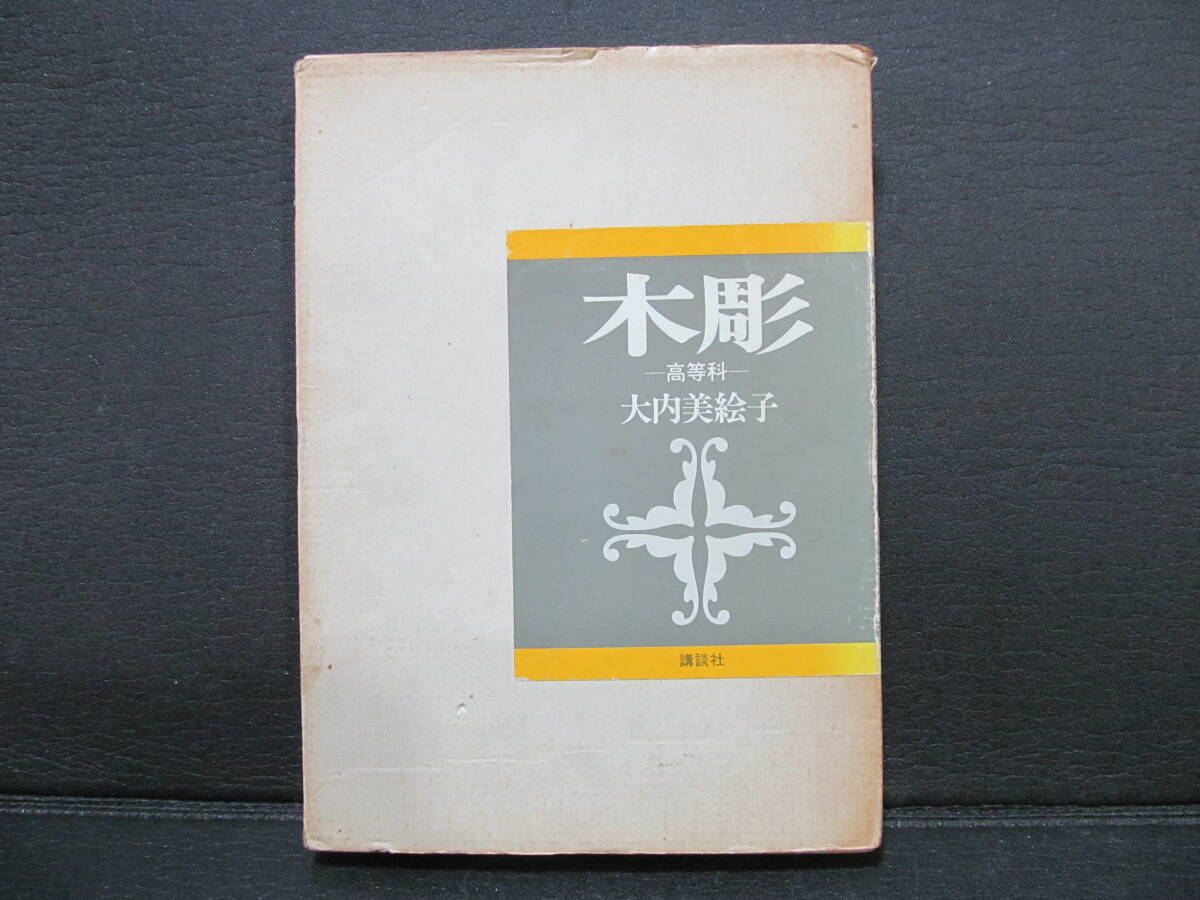 木彫
—高等科—
大内美絵子
講談社